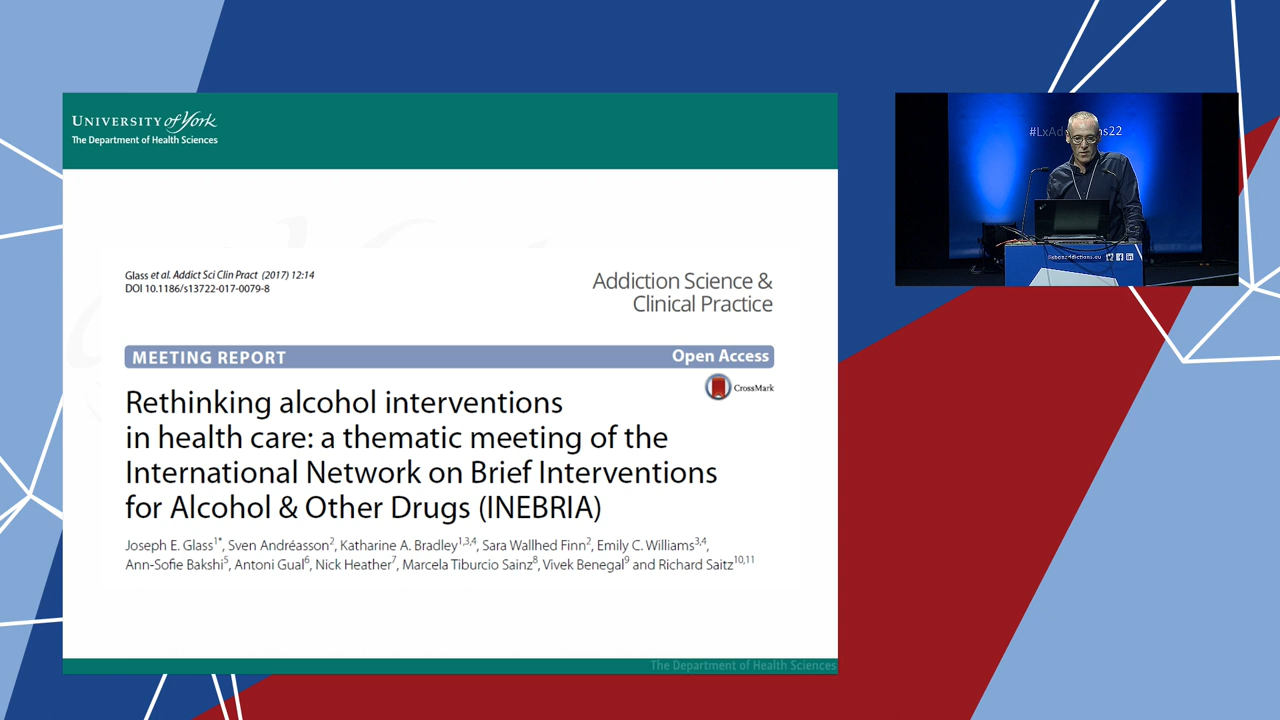 UNIVERSITY of York
The Department of Health Sciences
Glass et al. Addict Sci Clin Pract (2017) 12:14
DOI 10.1186/s13722-017-0079-8
Addiction Science &
Clinical Practice
MEETING REPORT
Open Access
CrossMark
Rethinking alcohol interventions
in health care: a thematic meeting of the
International Network on Brief Interventions
for Alcohol & Other Drugs (INEBRIA)
Joseph E. Glass1*, Sven Andréasson2, Katharine A. Bradley1,3,4, Sara Wallhed Finn2, Emily C. Williams3,4,
Ann-Sofie Bakshi5, Antoni Gual6, Nick Heather7, Marcela Tiburcio Sainz8, Vivek Benegal9 and Richard Saitz10,11
The Department of Health Sciences